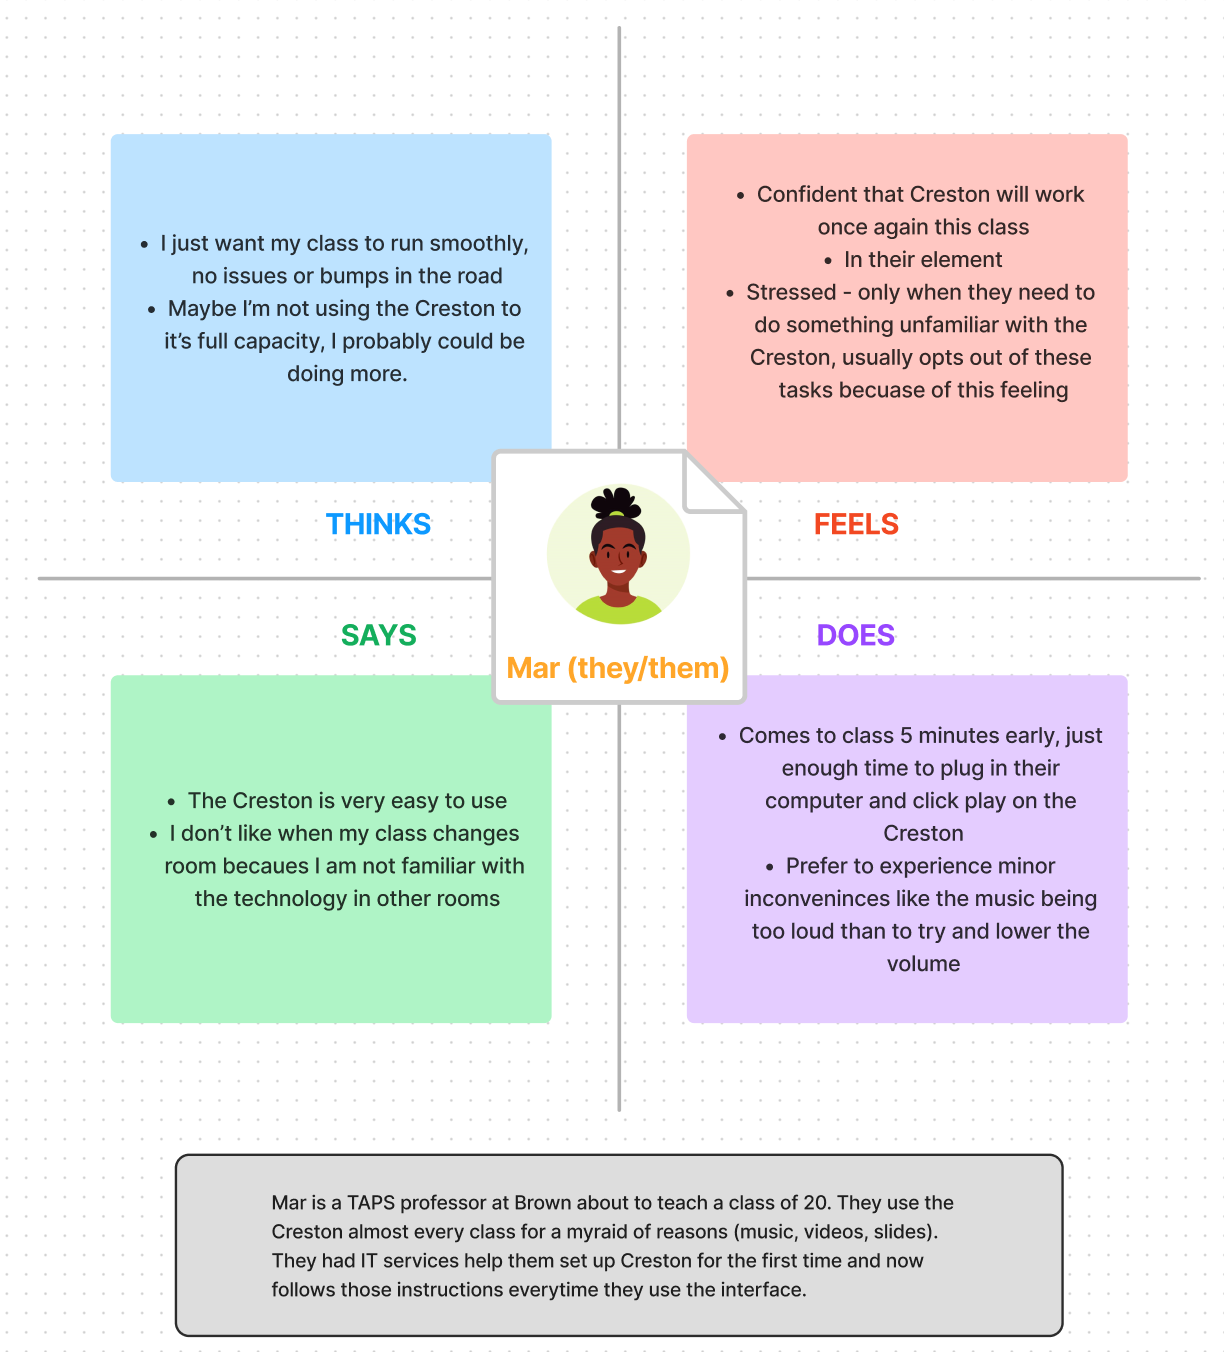 • I just want my class to run smoothly,
no issues or bumps in the road
• Maybe I'm not using the Creston to
it's full capacity, I probably could be
doing more.
THINKS
• Confident that Creston will work
once again this class
• In their element
• Stressed - only when they need to
do something unfamiliar with the
Creston, usually opts out of these
tasks becuase of this feeling
FEELS
Mar (they/them)
SAYS
• The Creston is very easy to use
• I don't like when my class changes
room becaues I am not familiar with
the technology in other rooms
DOES
• Comes to class 5 minutes early, just
enough time to plug in their
computer and click play on the
Creston
• Prefer to experience minor
inconveninces like the music being
too loud than to try and lower the
volume
Mar is a TAPS professor at Brown about to teach a class of 20. They use the
Creston almost every class for a myraid of reasons (music, videos, slides).
They had IT services help them set up Creston for the first time and now
follows those instructions everytime they use the interface.